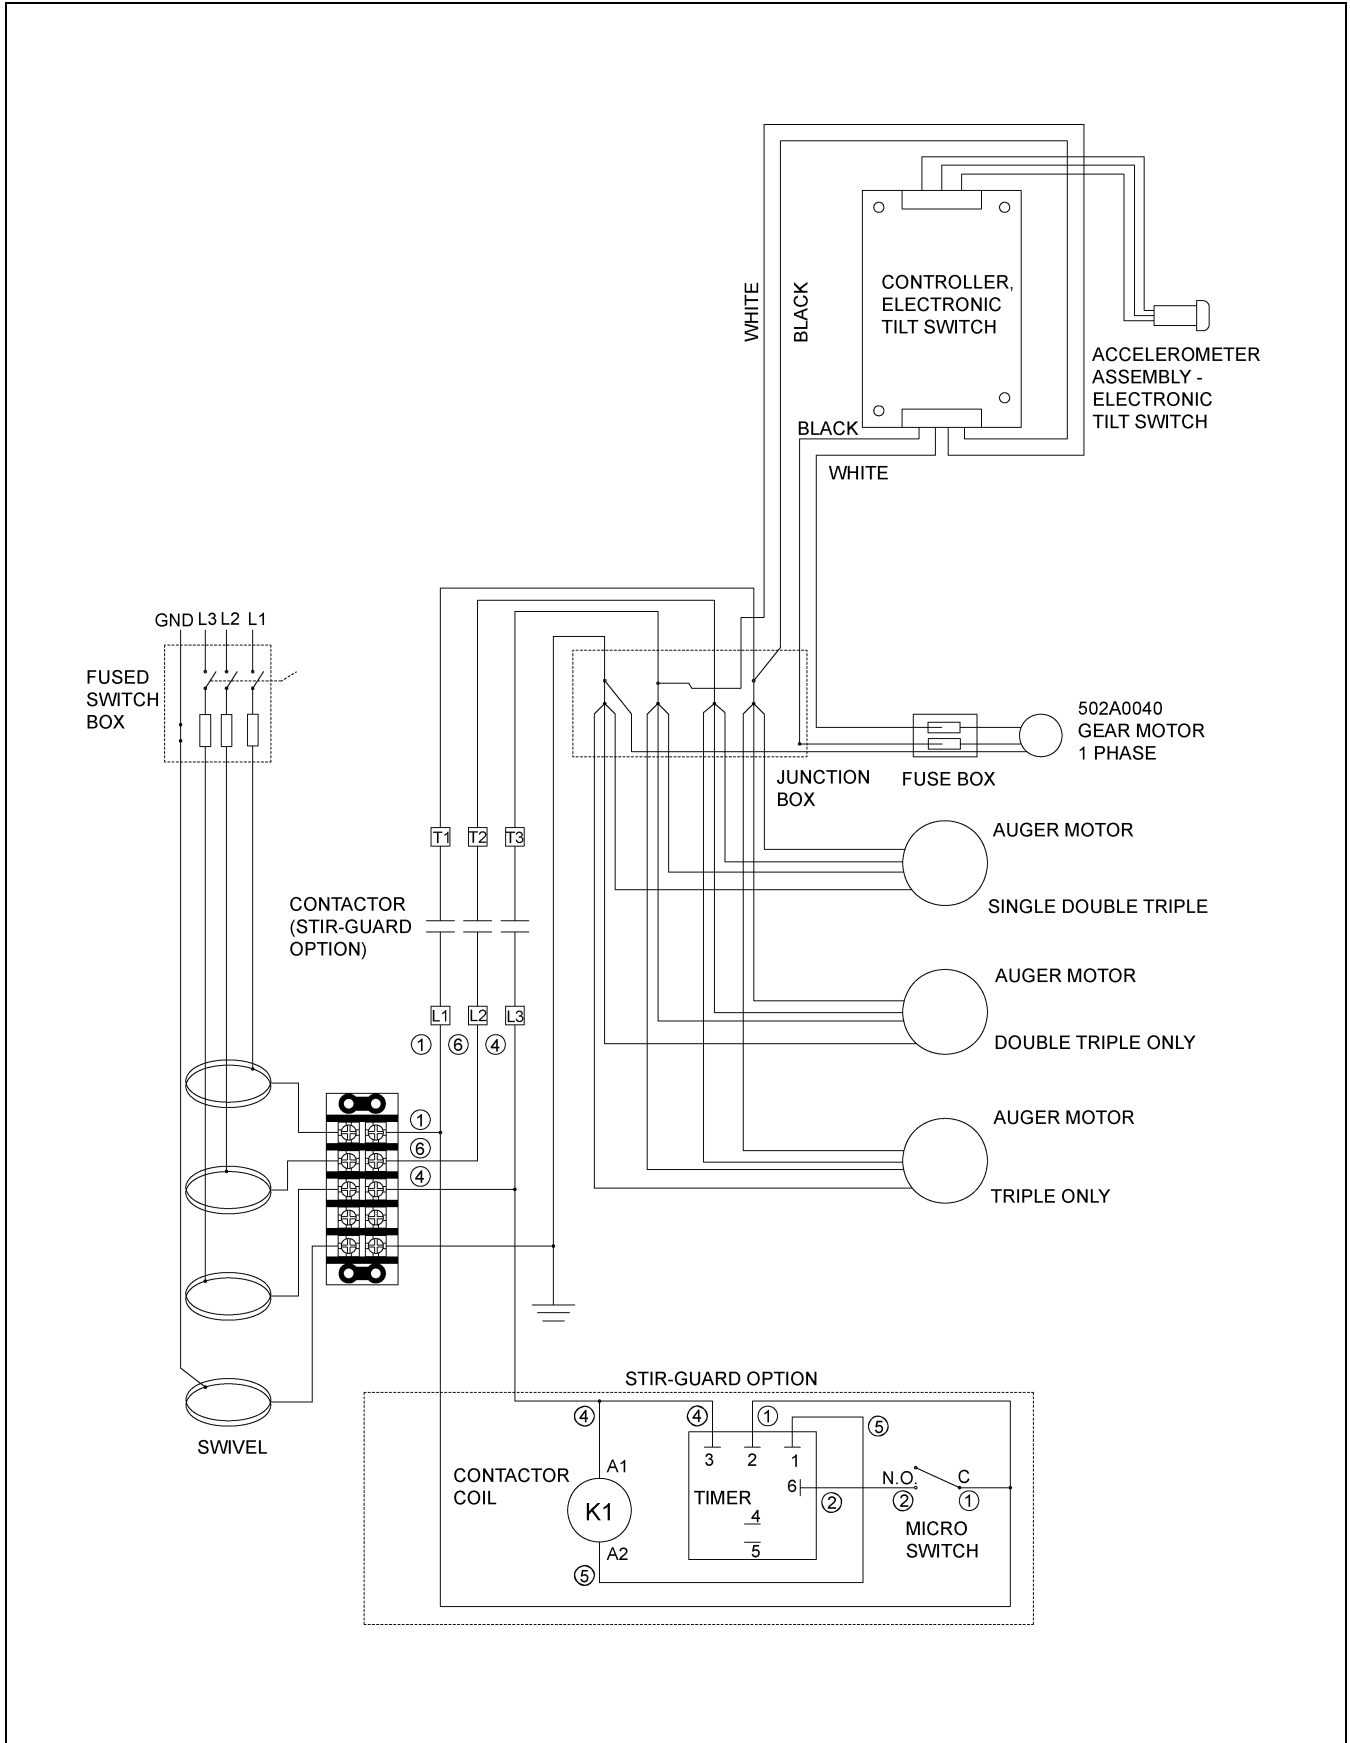 WHITE
BLACK
CONTROLLER,
ELECTRONIC
TILT SWITCH
ACCELEROMETER
ASSEMBLY -
ELECTRONIC
TILT SWITCH
BLACK
WHITE
GND L3 L2 L1
FUSED
SWITCH
BOX
502A0040
GEAR MOTOR
1 PHASE
FUSE BOX
JUNCTION
BOX
T1 T2 T3
AUGER MOTOR
SINGLE DOUBLE TRIPLE
CONTACTOR
(STIR-GUARD
OPTION)
L1 L2 L3
1 6 4
AUGER MOTOR
DOUBLE TRIPLE ONLY
1
6
4
AUGER MOTOR
TRIPLE ONLY
SWIVEL
STIR-GUARD OPTION
4 4 1 5
3 2 1
A1
CONTACTOR
COIL
K1
A2
5
TIMER
6
2
4
5
N.O. C
2 1
MICRO
SWITCH